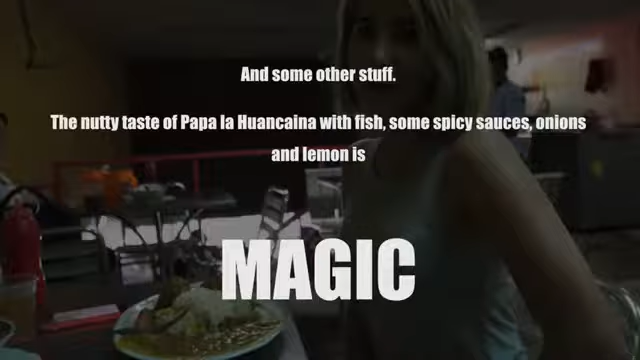 And some other stuff.
The nutty taste of Papa la Huancaina with fish, some spicy sauces, onions
and lemon is
MAGIC